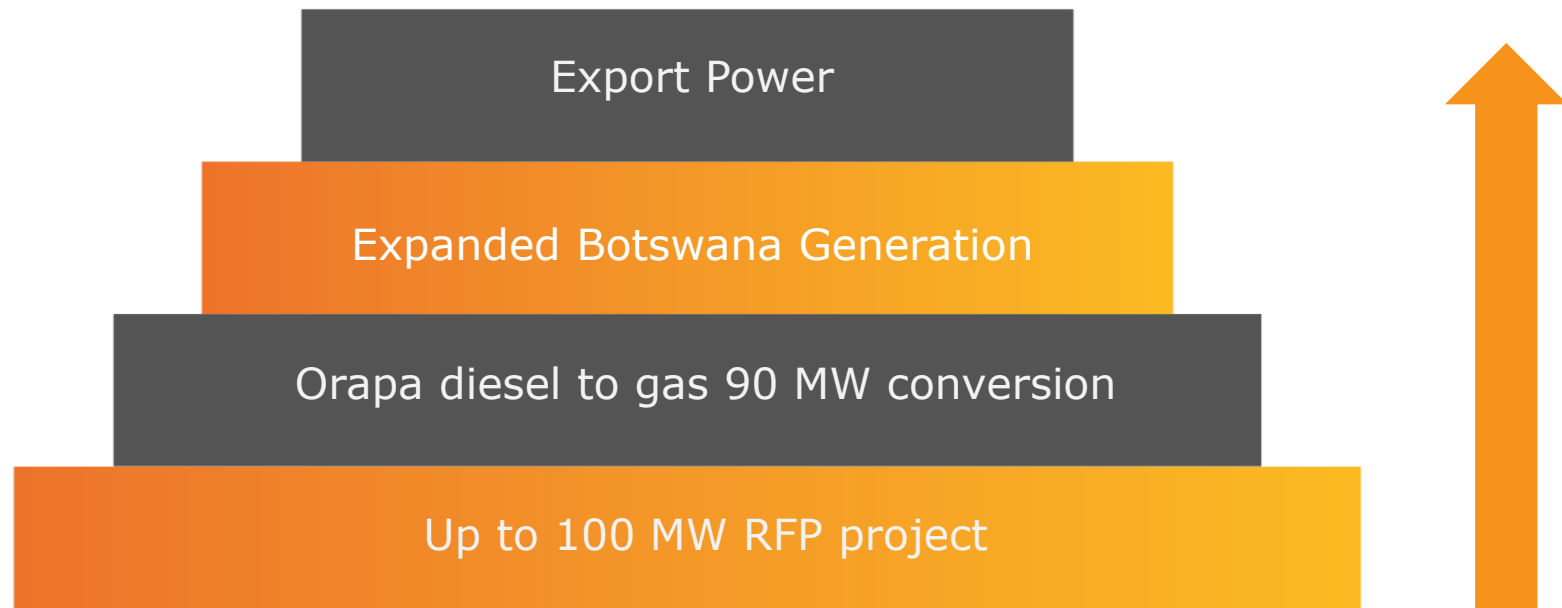 Export Power
Expanded Botswana Generation
Orapa diesel to gas 90 MW conversion
Up to 100 MW RFP project